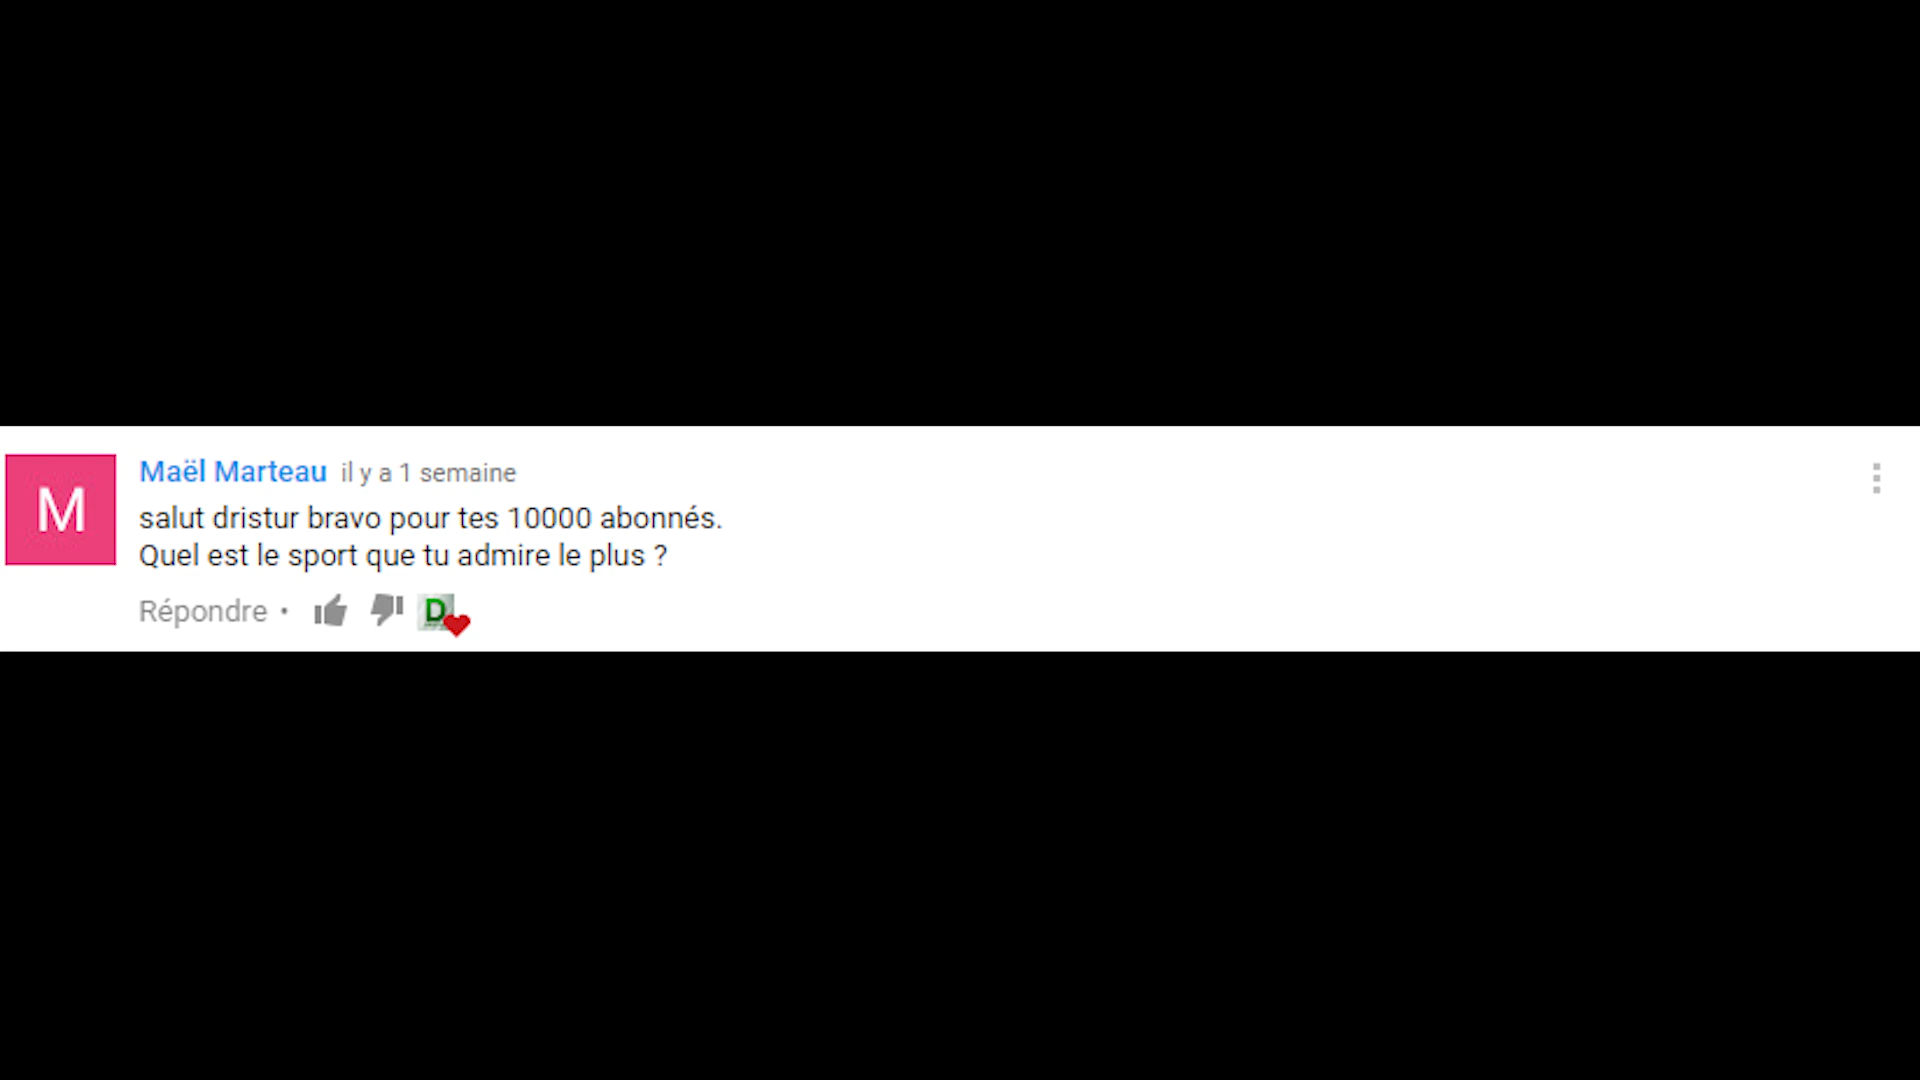 M
Maël Marteau il y a 1 semaine
salut dristur bravo pour tes 10000 abonnés.
Quel est le sport que tu admire le plus ?
Répondre •
D